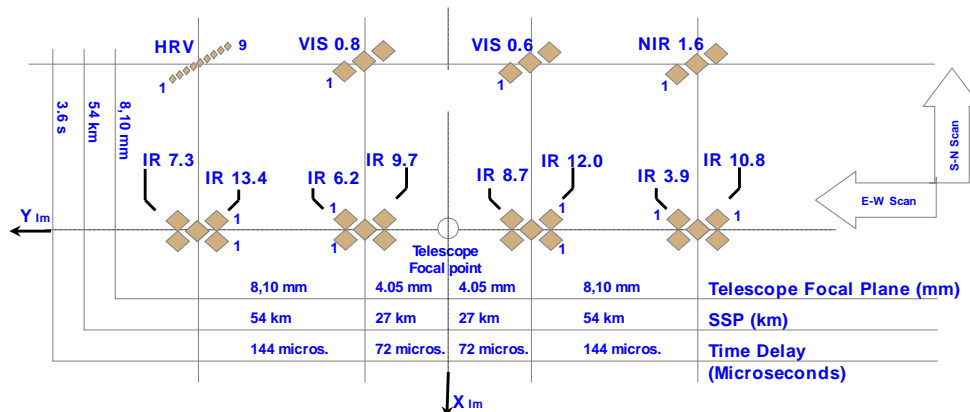 HRV
9
1
VIS 0.8
1
VIS 0.6
1
NIR 1.6
1
3.6 s
54 km
8,10 mm
S-N Scan
E-W Scan
IR 7.3
IR 13.4
1
1
IR 6.2
IR 9.7
1
1
IR 8.7
IR 12.0
1
1
IR 3.9
IR 10.8
1
1
Y Im
Telescope
Focal point
8,10 mm 4.05 mm 4.05 mm 8,10 mm Telescope Focal Plane (mm)
54 km 27 km 27 km 54 km SSP (km)
144 micros. 72 micros. 72 micros. 144 micros. Time Delay
(Microseconds)
X Im